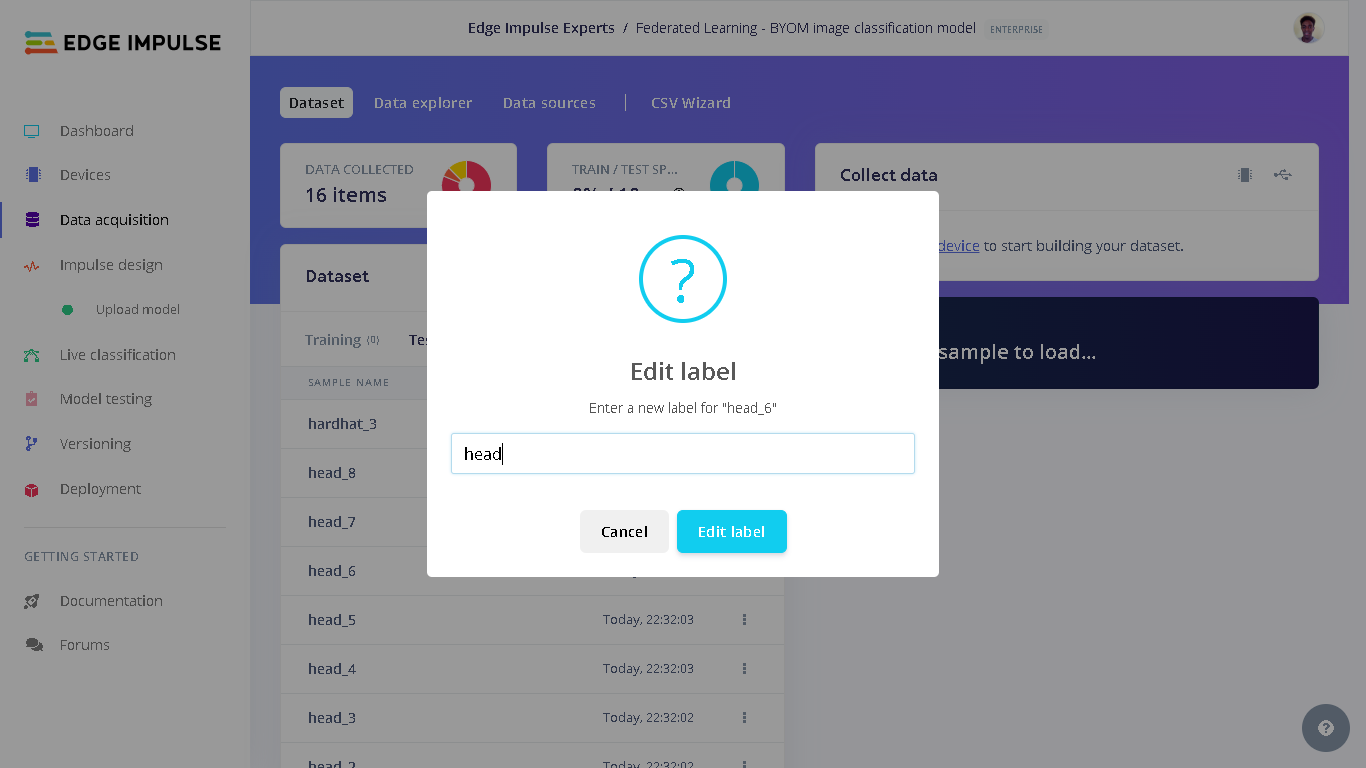 EDGE IMPULSE
Edge Impulse Experts / Federated Learning - BYOM image classification model ENTERPRISE
Dashboard
Devices
Data acquisition
Impulse design
Upload model
Live classification
Model testing
Versioning
Deployment
GETTING STARTED
Documentation
Forums
Dataset Data explorer Data sources | CSV Wizard
DATA COLLECTED
16 items
TRAIN / TEST SP...
Collect data
device to start building your dataset.
sample to load...
Dataset
Training (0)
SAMPLE NAME
hardhat_3
head_8
head_7
head_6
head_5 Today, 22:32:03
head_4 Today, 22:32:03
head_3 Today, 22:32:02
head_2 Today, 22:32:02
?
Edit label
Enter a new label for "head_6"
head
Cancel Edit label